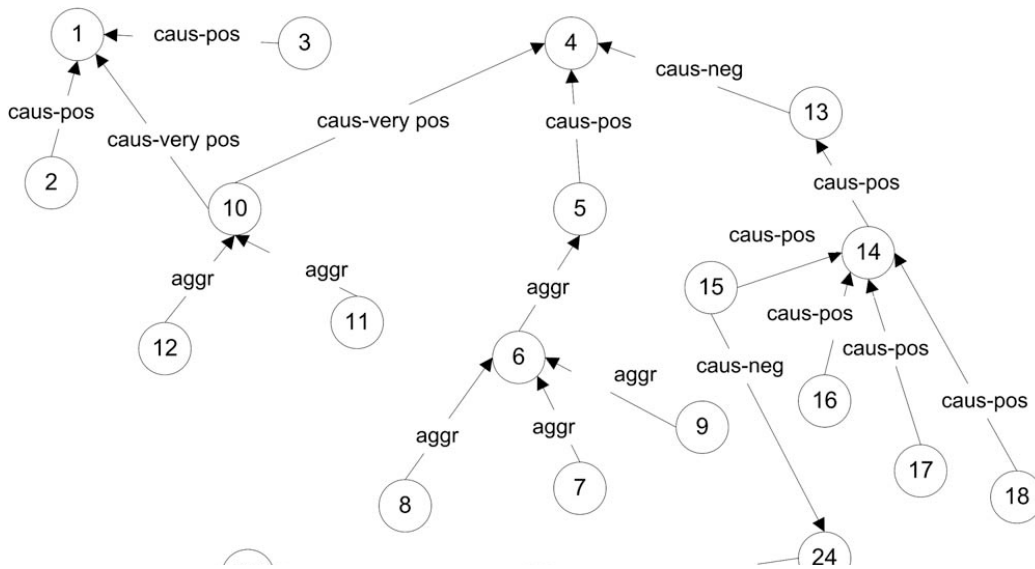 1
caus-pos
3
4
caus-neg
13
caus-pos
caus-very pos
caus-very pos
caus-pos
2
10
5
caus-pos
14
caus-pos
15
aggr
aggr
aggr
12
11
6
caus-pos
caus-pos
caus-neg
aggr
16
caus-pos
9
aggr
aggr
8
7
17
18
24